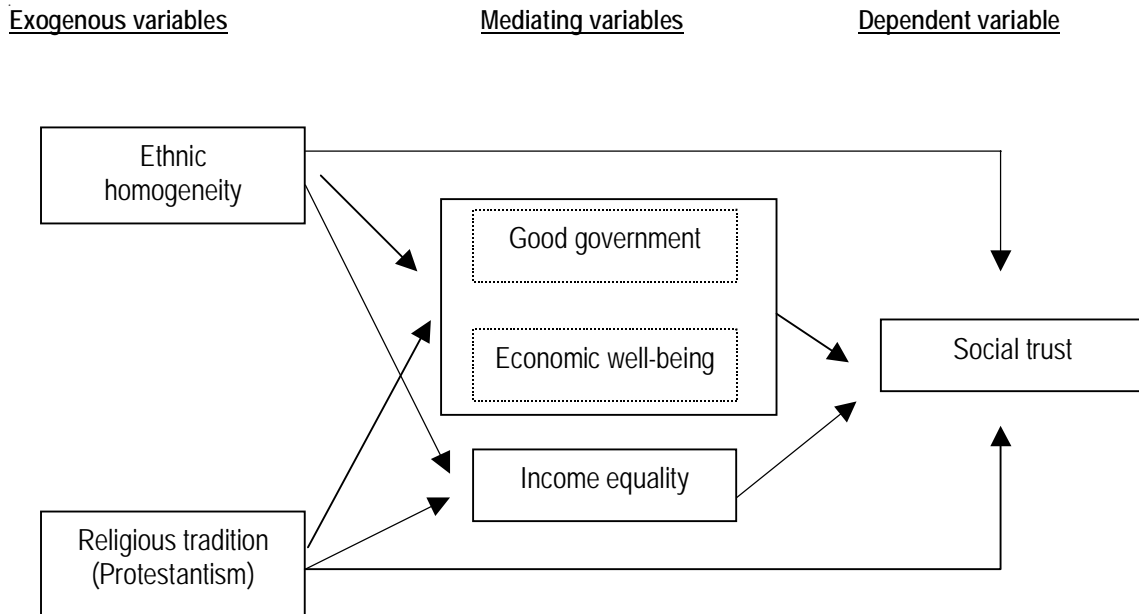 Exogenous variables
Mediating variables
Dependent variable
Ethnic
homogeneity
Good government
Economic well-being
Social trust
Income equality
Religious tradition
(Protestantism)